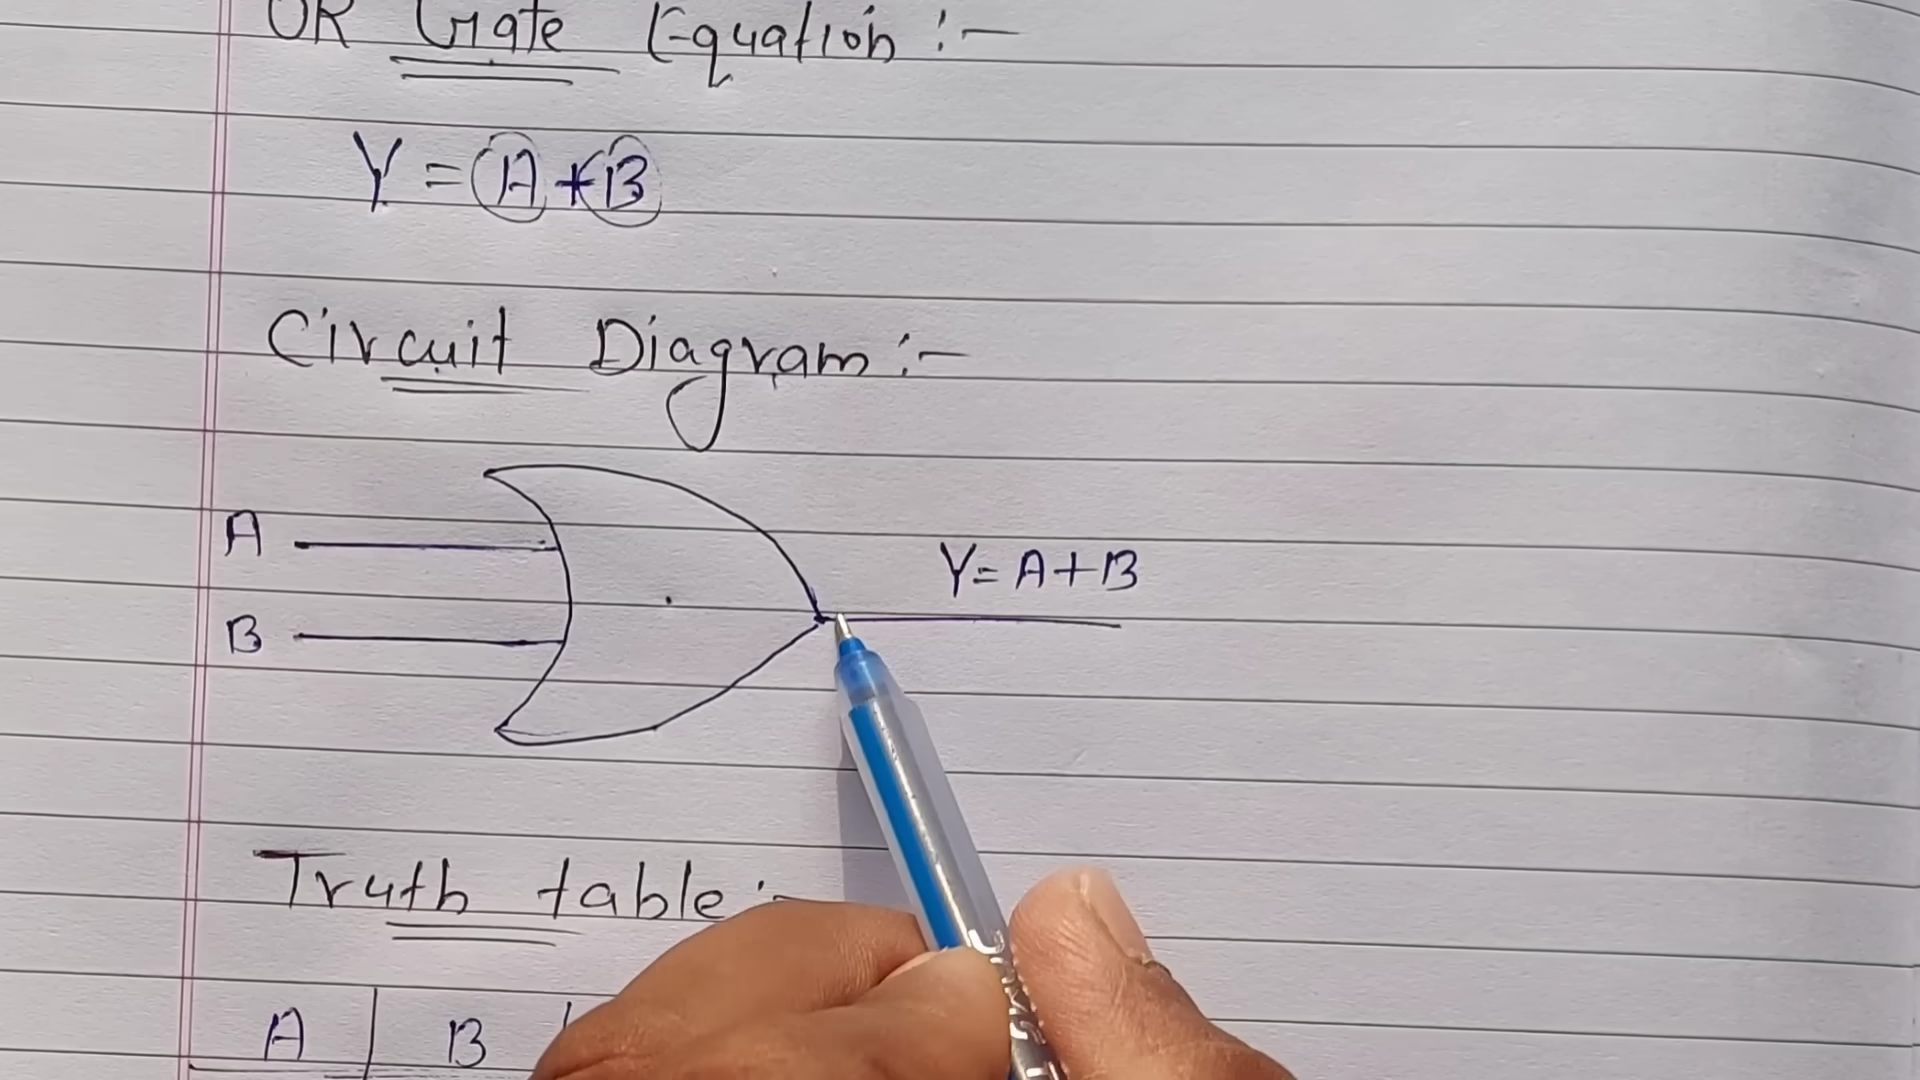 OR Gate Equation :-
Y = A + B
Circuit Diagram :-
A
Y = A + B
B
Truth table :-
A B